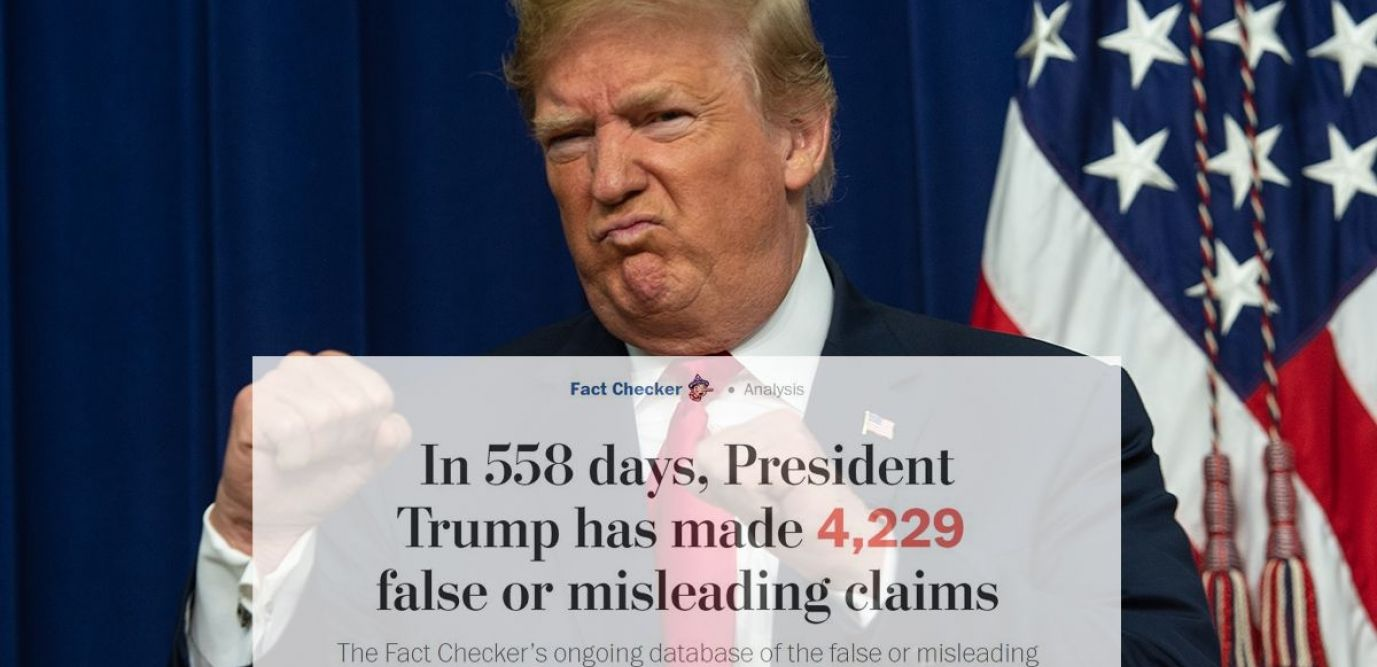 Fact Checker • Analysis
In 558 days, President
Trump has made 4,229
false or misleading claims
The Fact Checker's ongoing database of the false or misleading